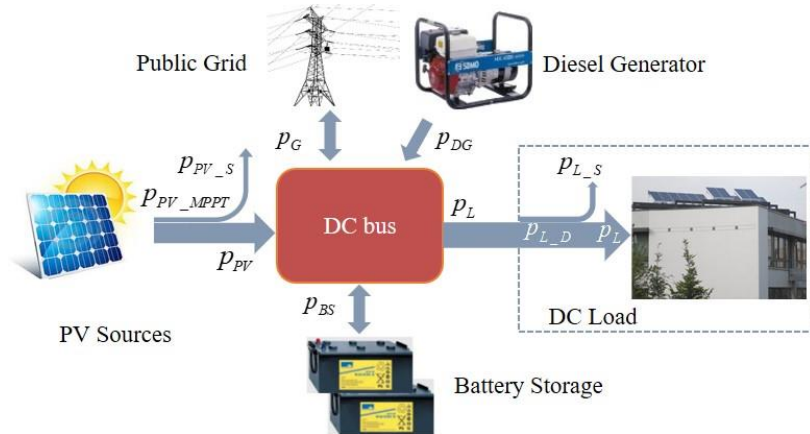 Public Grid
Diesel Generator
SDMO
p_G
p_DG
p_PV_S
p_PV_MPPT
p_PV
DC bus
p_L
p_L_S
p_L_D
p_L
DC Load
PV Sources
p_BS
Battery Storage